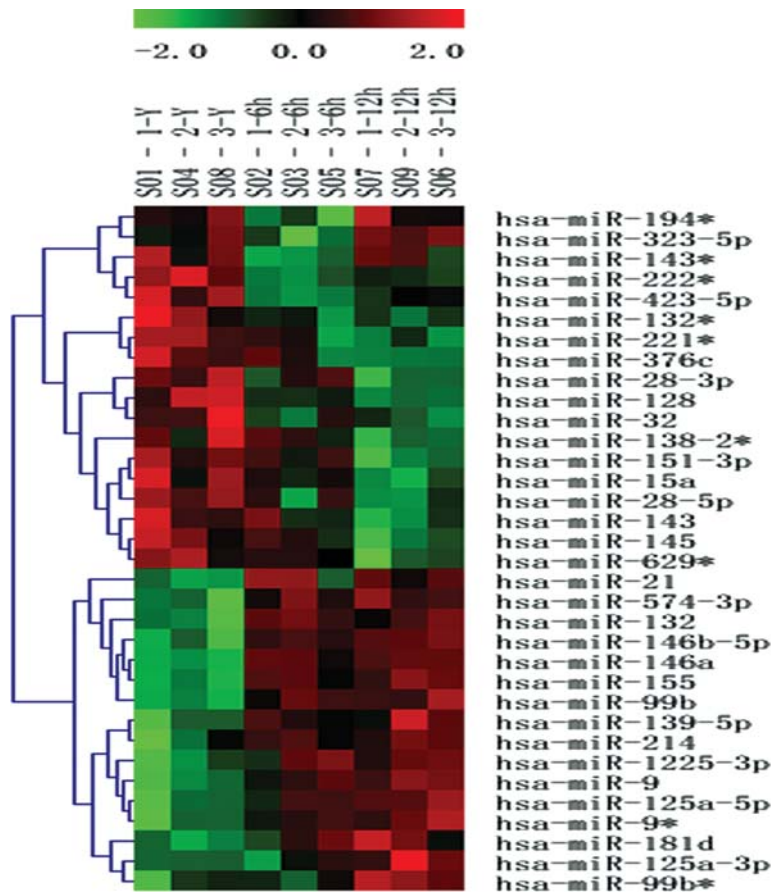 -2.0 0.0 2.0
S01 - 1-Y
S04 - 2-Y
S08 - 3-Y
S02 - 1-6h
S03 - 2-6h
S05 - 3-6h
S07 - 1-12h
S09 - 2-12h
S06 - 3-12h
hsa-miR-194*
hsa-miR-323-5p
hsa-miR-143*
hsa-miR-222*
hsa-miR-423-5p
hsa-miR-132*
hsa-miR-221*
hsa-miR-376c
hsa-miR-28-3p
hsa-miR-128
hsa-miR-32
hsa-miR-138-2*
hsa-miR-151-3p
hsa-miR-15a
hsa-miR-28-5p
hsa-miR-143
hsa-miR-145
hsa-miR-629*
hsa-miR-21
hsa-miR-574-3p
hsa-miR-132
hsa-miR-146b-5p
hsa-miR-146a
hsa-miR-155
hsa-miR-99b
hsa-miR-139-5p
hsa-miR-214
hsa-miR-1225-3p
hsa-miR-9
hsa-miR-125a-5p
hsa-miR-9*
hsa-miR-181d
hsa-miR-125a-3p
hsa-miR-99b*